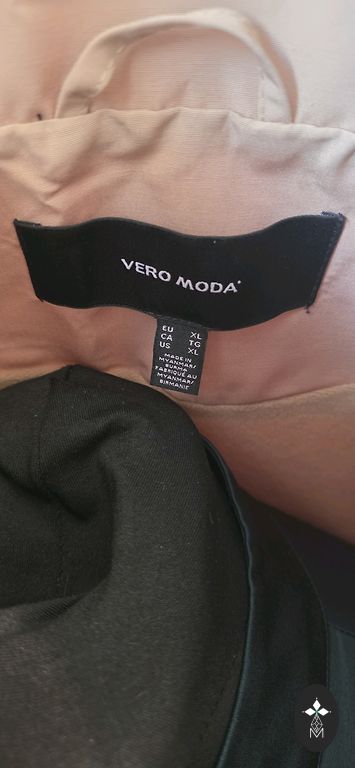 VERO MODA
EU XL
CA TG
US XL
MADE IN
MYANMAR/
BURMA
FABRIQUÉ AU
MYANMAR/
BIRMANIE
M